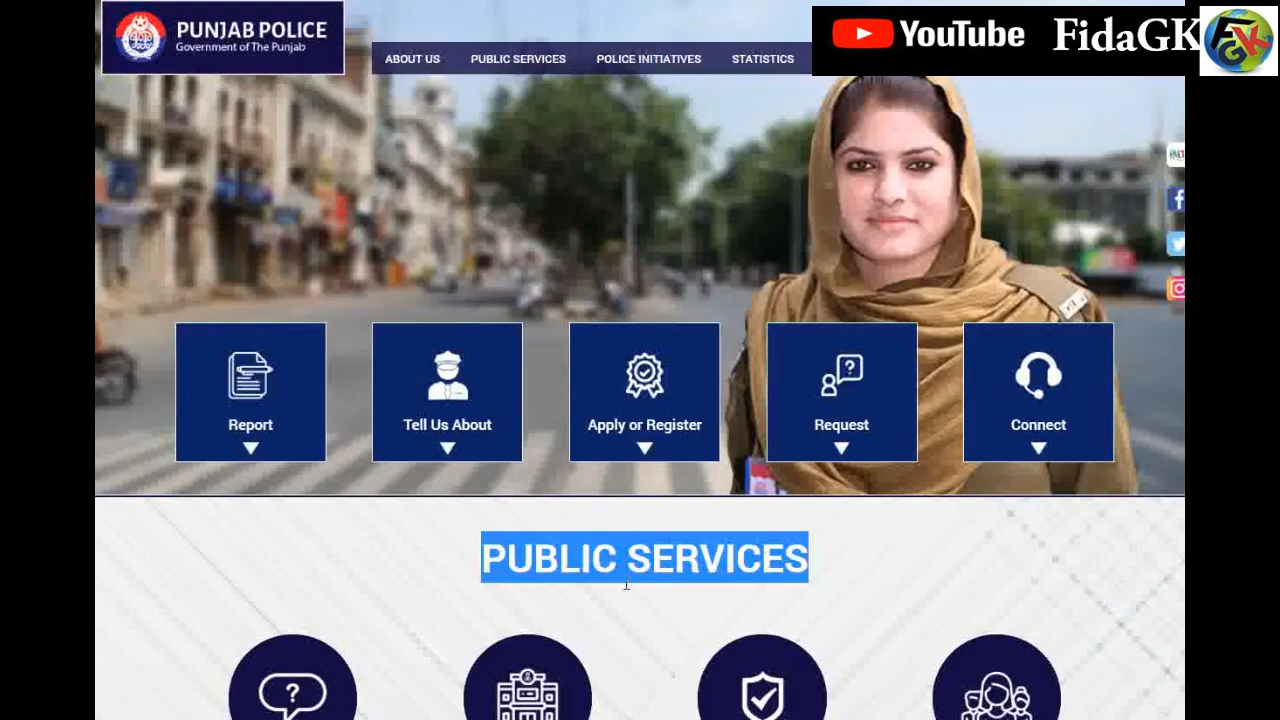 PUNJAB POLICE
Government of The Punjab
YouTube FidaGK
ABOUT US PUBLIC SERVICES POLICE INITIATIVES STATISTICS
Report
Tell Us About
Apply or Register
Request
Connect
PUBLIC SERVICES